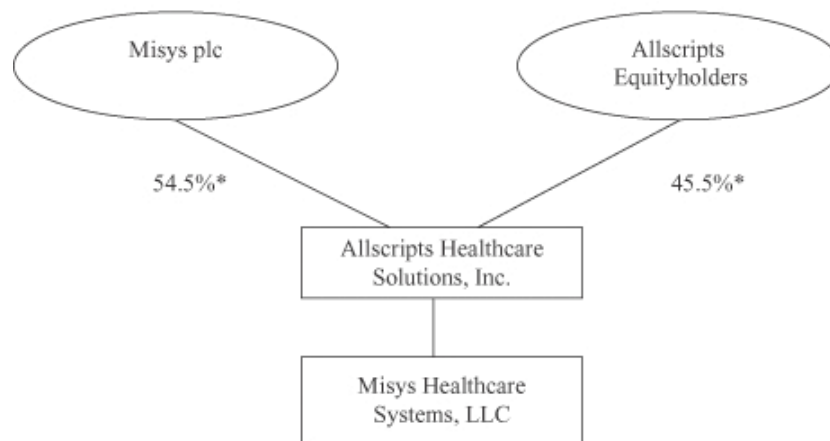 Misys plc
Allscripts
Equityholders
54.5%*
45.5%*
Allscripts Healthcare
Solutions, Inc.
Misys Healthcare
Systems, LLC